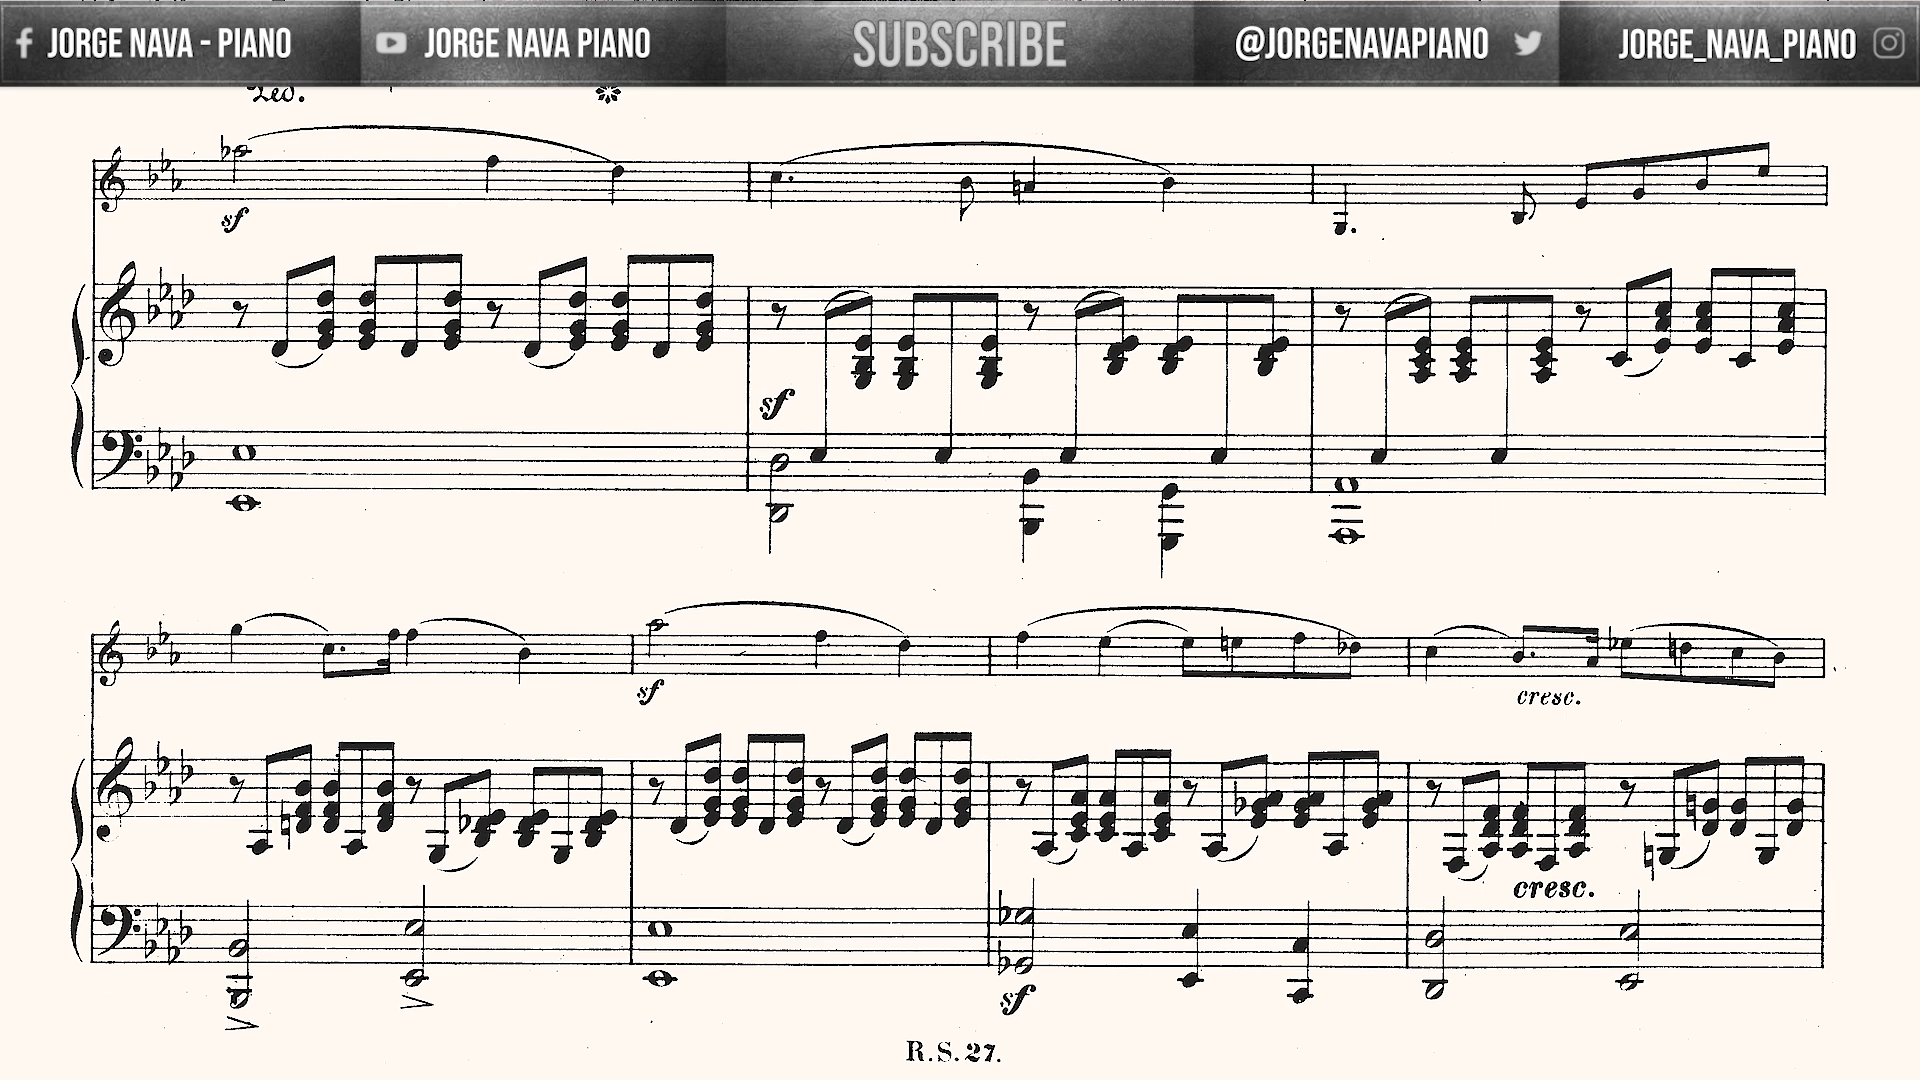 JORGE NAVA - PIANO
JORGE NAVA PIANO
SUBSCRIBE
@JORGENAVAPIANO
JORGE_NAVA_PIANO
Ped.
sf
sf
sf
cresc.
cresc.
sf
R.S. 27.